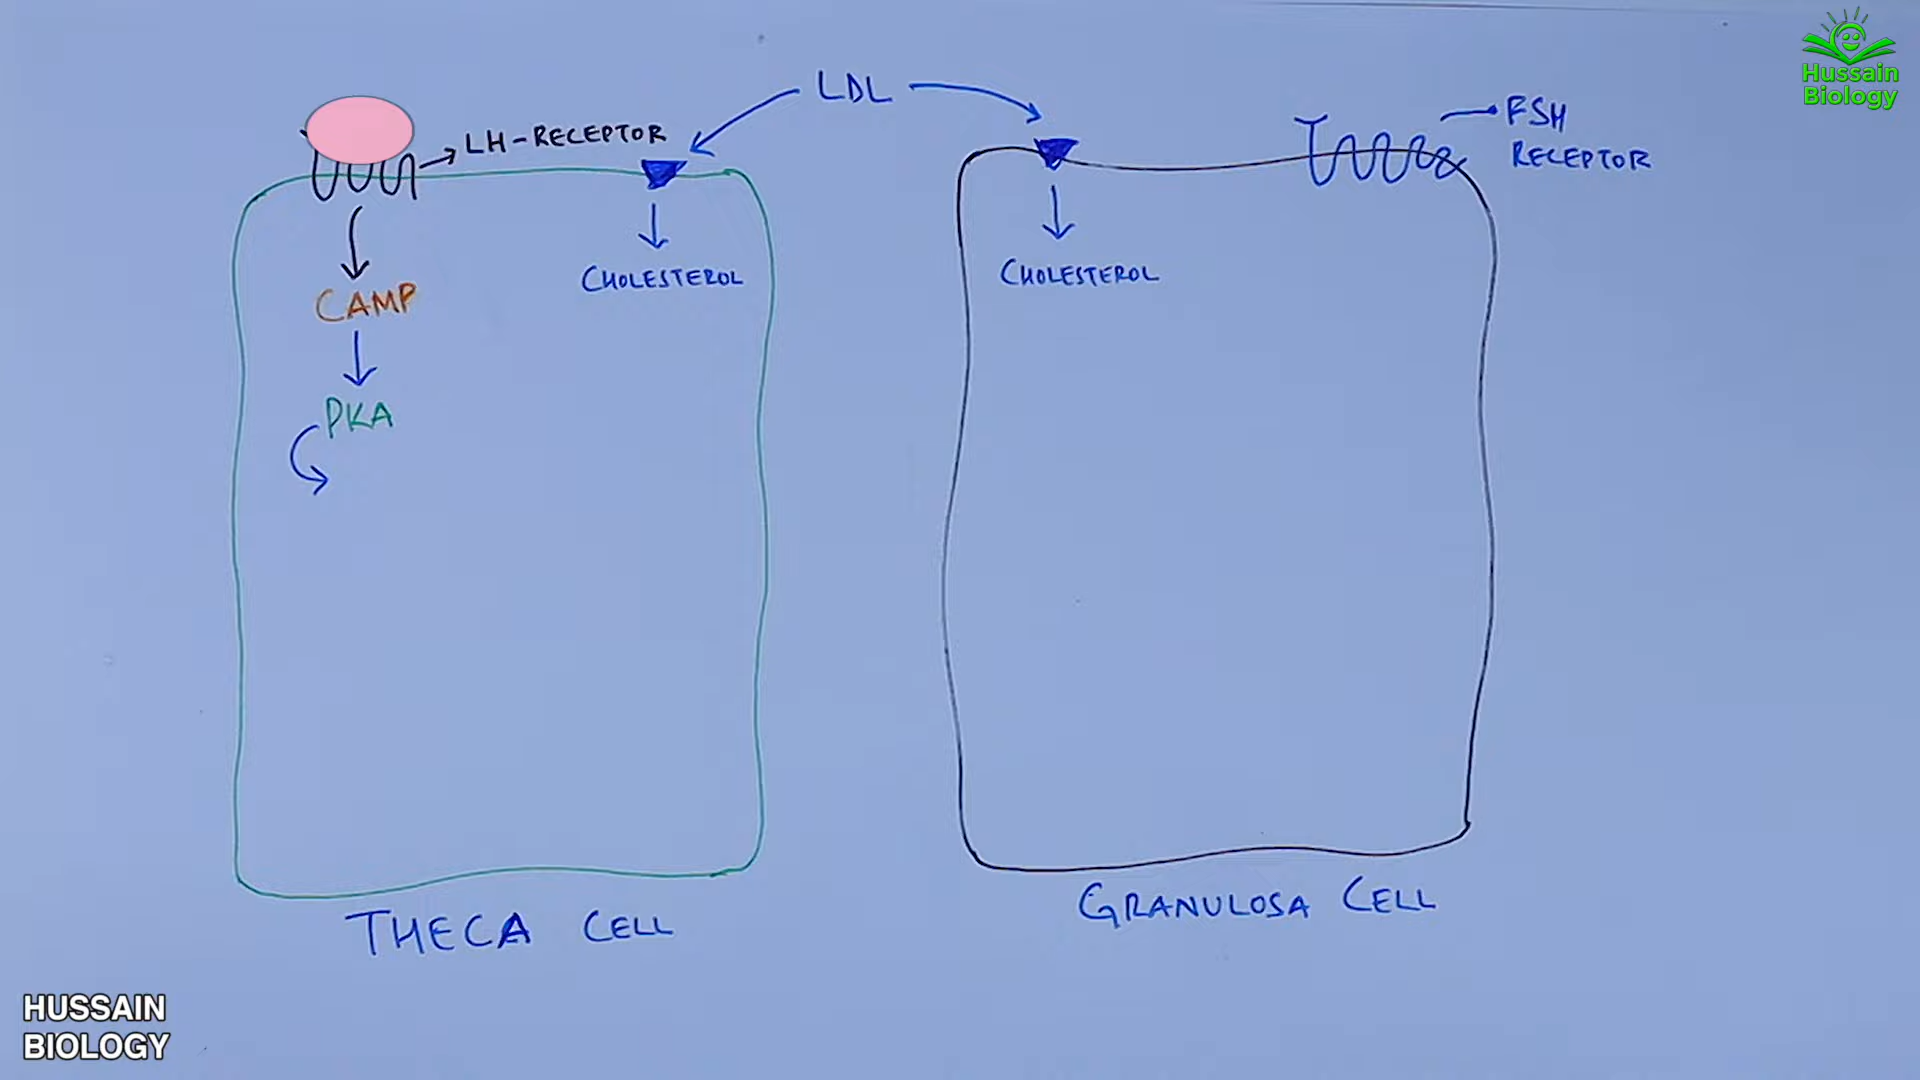 LDL
LH-RECEPTOR
FSH
RECEPTOR
CAMP
CHOLESTEROL
CHOLESTEROL
PKA
THECA CELL
GRANULOSA CELL
Hussain
Biology
HUSSAIN
BIOLOGY